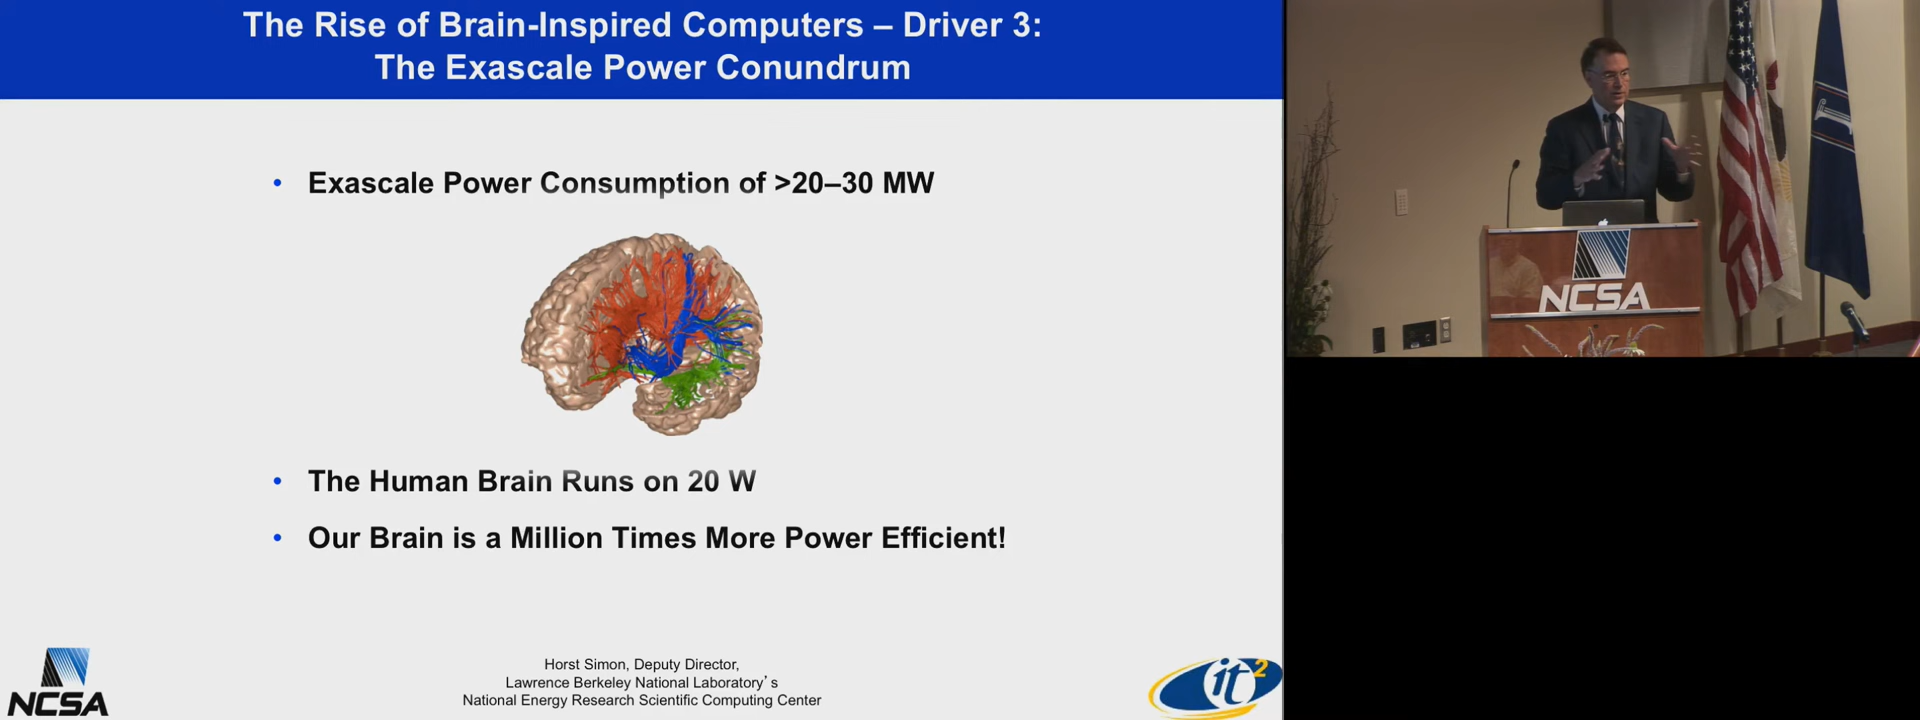 The Rise of Brain-Inspired Computers – Driver 3:
The Exascale Power Conundrum
• Exascale Power Consumption of >20–30 MW
• The Human Brain Runs on 20 W
• Our Brain is a Million Times More Power Efficient!
NCSA
Horst Simon, Deputy Director,
Lawrence Berkeley National Laboratory’s
National Energy Research Scientific Computing Center
it2
NCSA